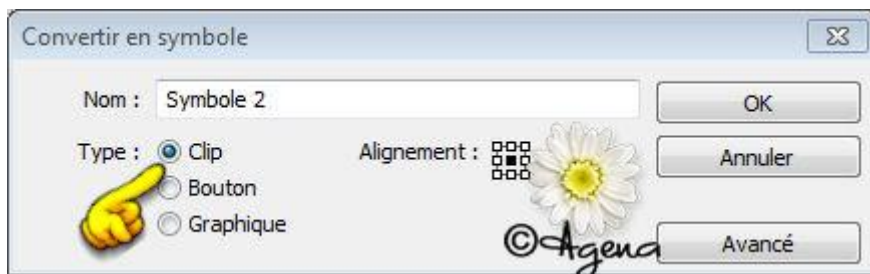 Convertir en symbole
Nom : Symbole 2 OK
Type : Clip Alignement : Annuler
Bouton
Graphique
©Agena Avancé